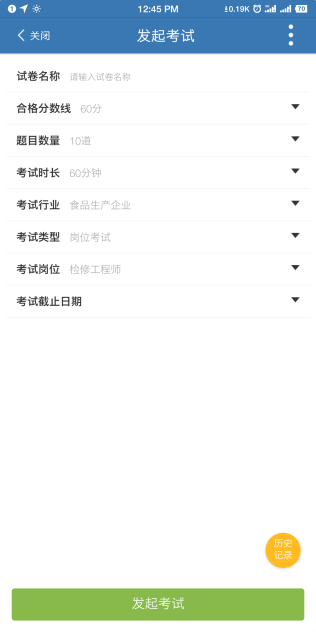 12:45 PM
0.19K
70
关闭
发起考试
试卷名称 请输入试卷名称
合格分数线 60分
题目数量 10道
考试时长 60分钟
考试行业 食品生产企业
考试类型 岗位考试
考试岗位 检修工程师
考试截止日期
历史
记录
发起考试